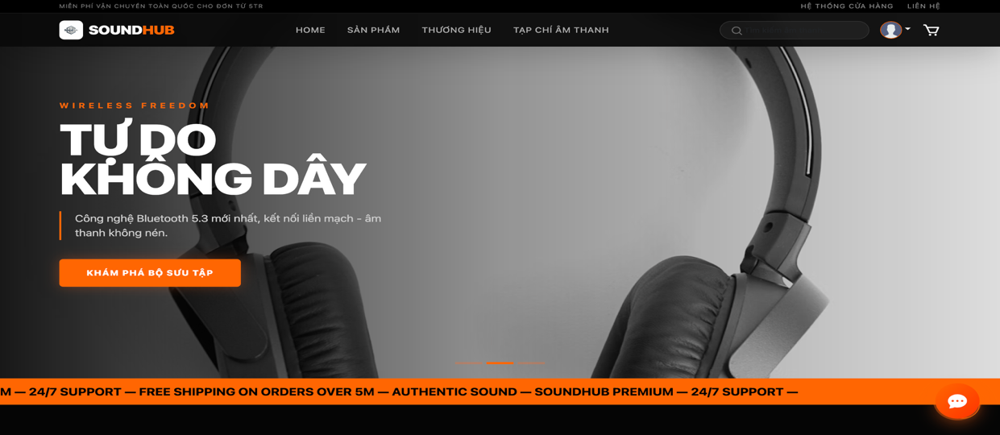 MIỄN PHÍ VẬN CHUYỂN TOÀN QUỐC CHO ĐƠN TỪ 5TR
HỆ THỐNG CỬA HÀNG LIÊN HỆ
SOUNDHUB
HOME SẢN PHẨM THƯƠNG HIỆU TẠP CHÍ ÂM THANH
WIRELESS FREEDOM
TỰ DO
KHÔNG DÂY
Công nghệ Bluetooth 5.3 mới nhất, kết nối liền mạch - âm
thanh không nén.
KHÁM PHÁ BỘ SƯU TẬP
M — 24/7 SUPPORT — FREE SHIPPING ON ORDERS OVER 5M — AUTHENTIC SOUND — SOUNDHUB PREMIUM — 24/7 SUPPORT —